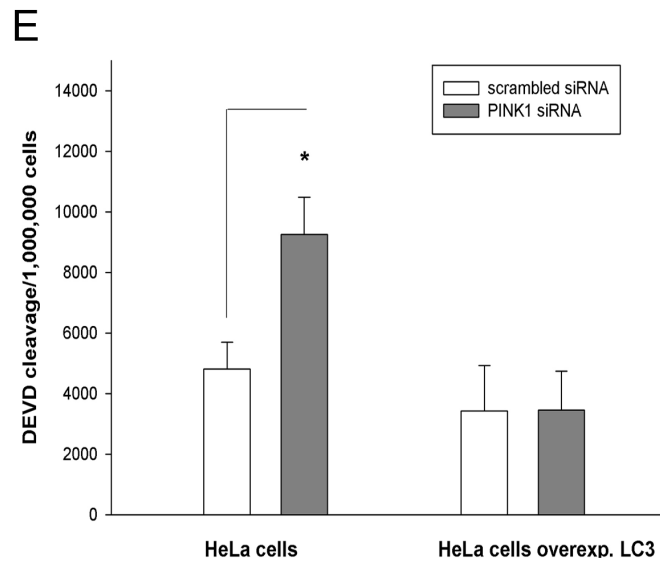 E
DEVD cleavage/1,000,000 cells
14000
12000
10000
8000
6000
4000
2000
0
scrambled siRNA
PINK1 siRNA
*
HeLa cells
HeLa cells overexp. LC3